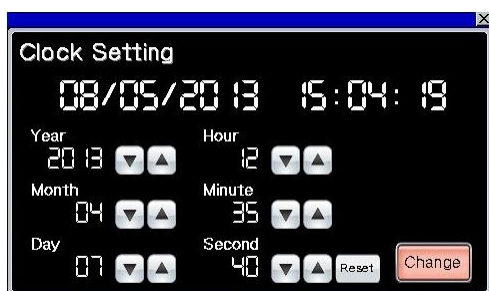 Clock Setting
08/05/2013 15:04:19
Year Hour
2013 12
Month Minute
04 35
Day Second
07 40 Reset Change